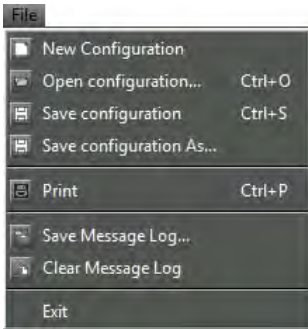 File
New Configuration
Open configuration... Ctrl+O
Save configuration Ctrl+S
Save configuration As...
Print Ctrl+P
Save Message Log...
Clear Message Log
Exit